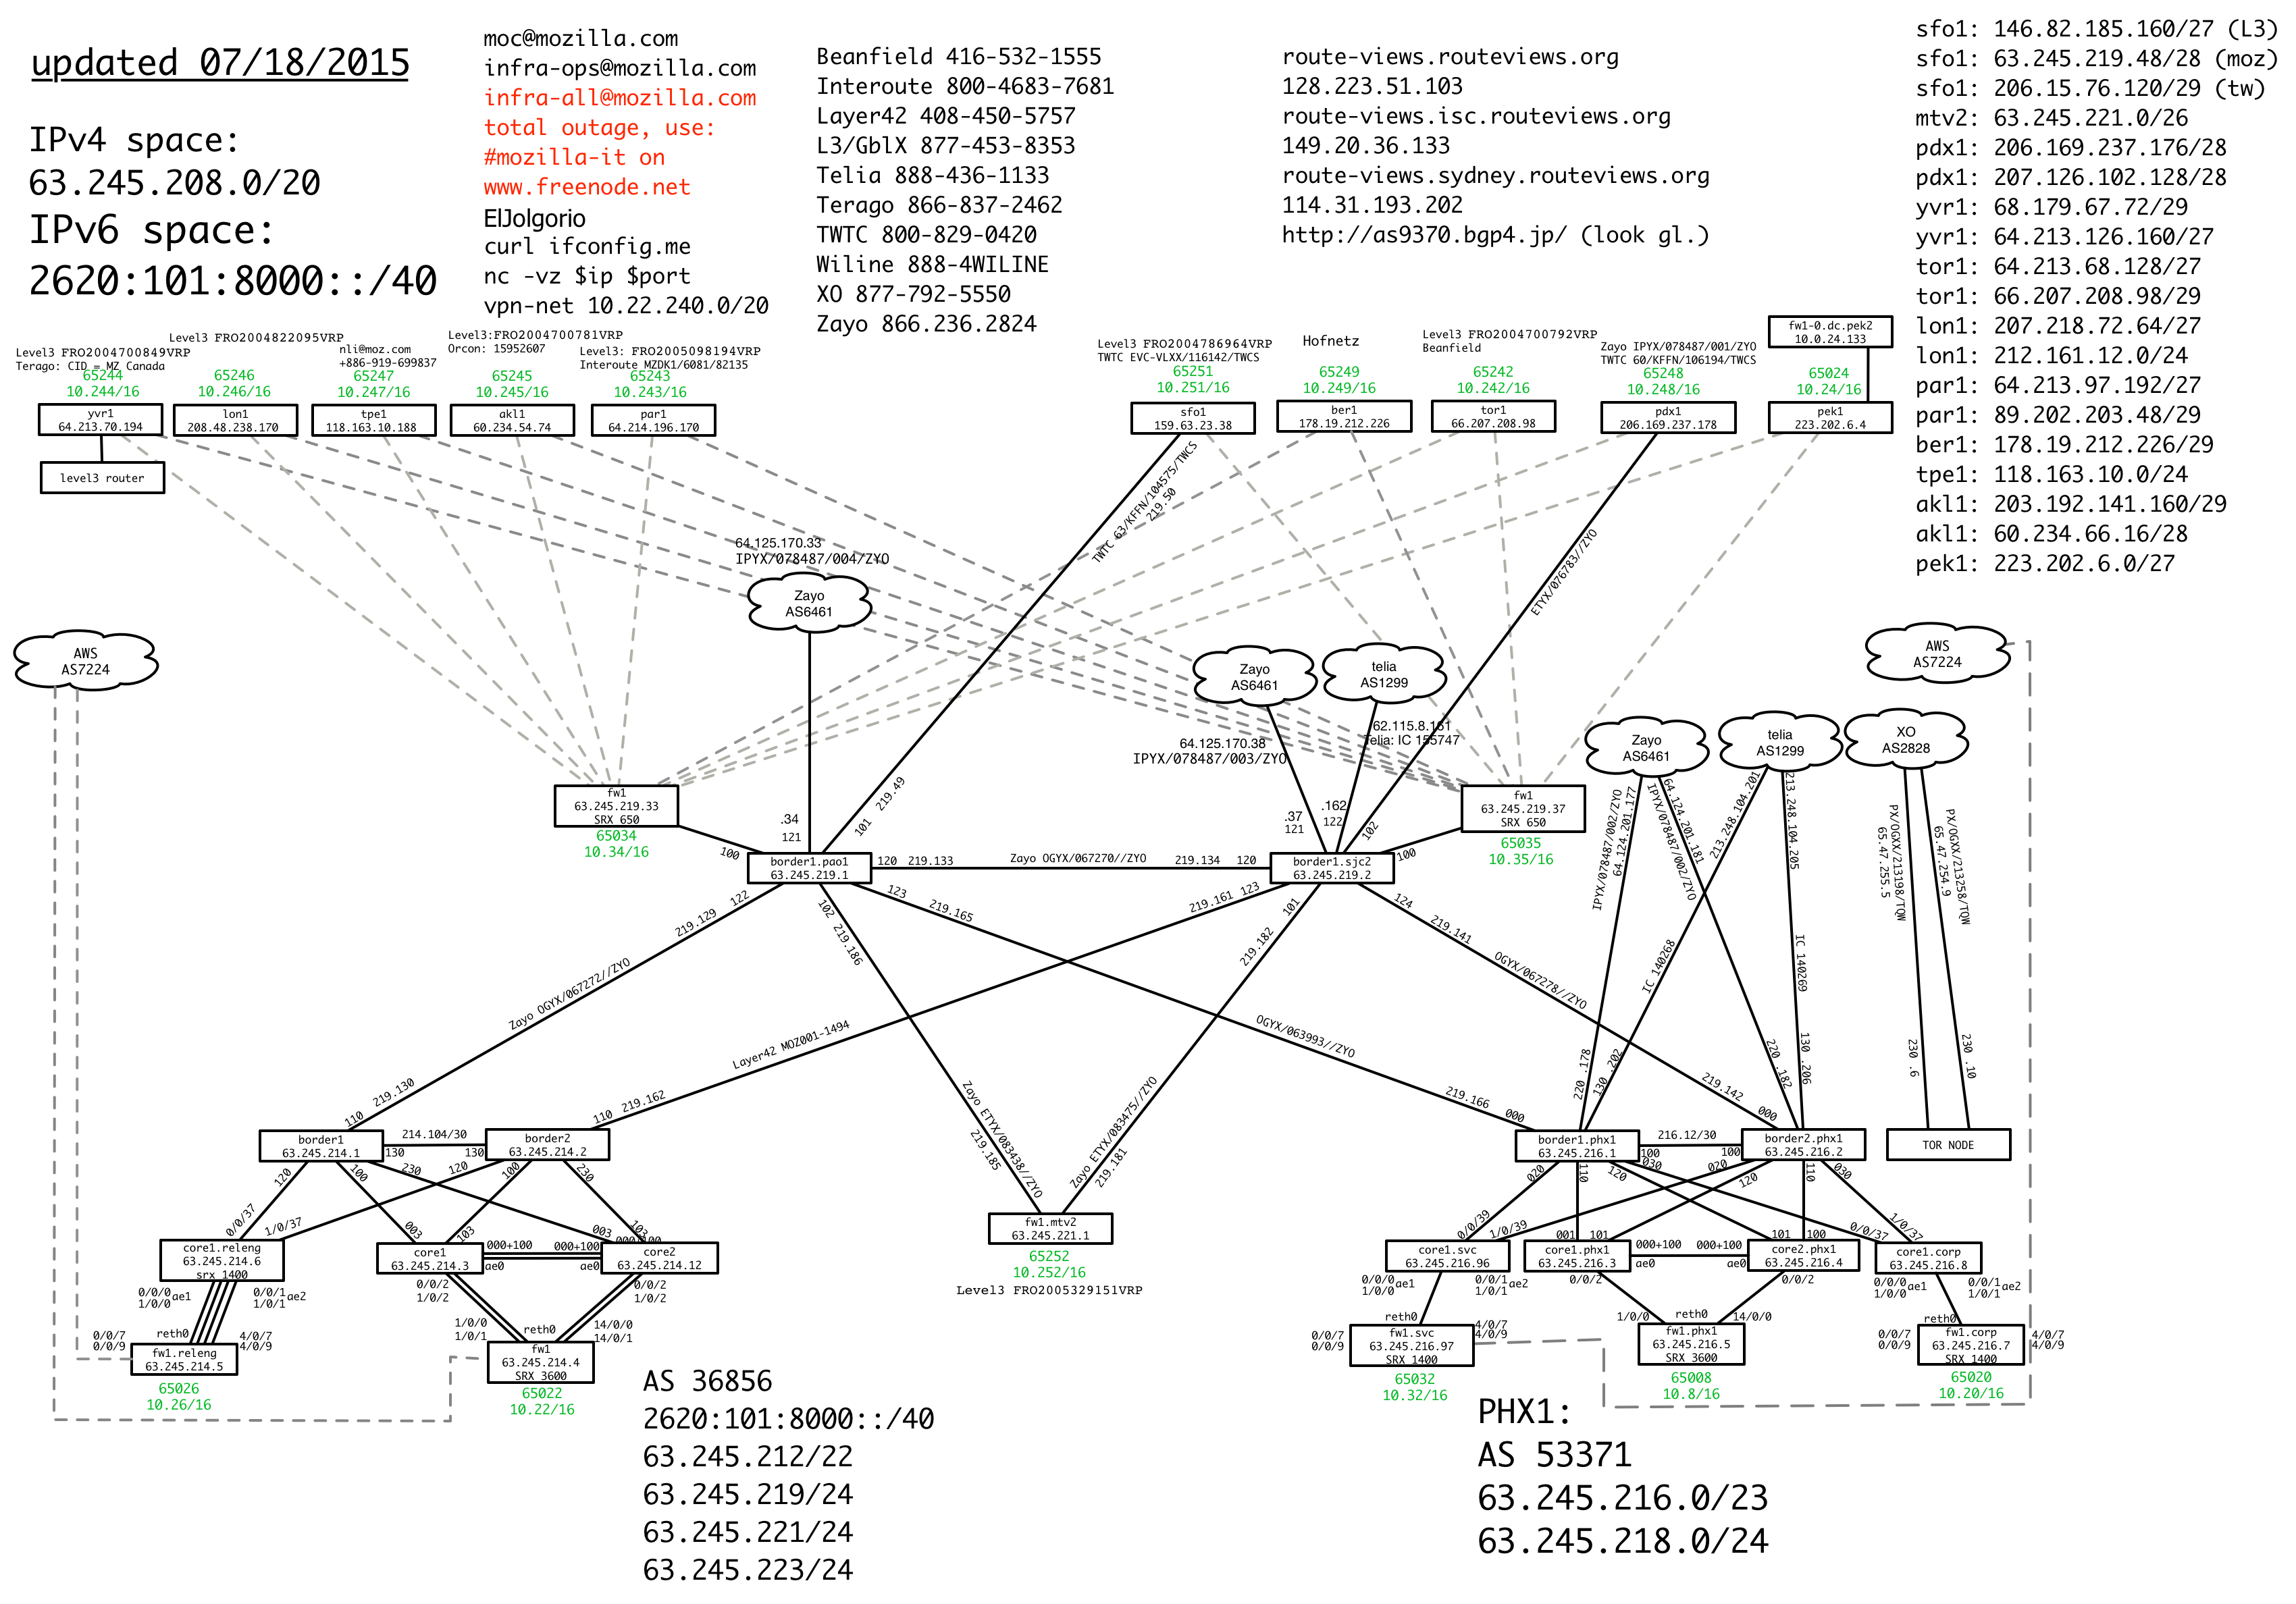 updated 07/18/2015
IPv4 space:
63.245.208.0/20
IPv6 space:
2620:101:8000::/40
moc@mozilla.com
infra-ops@mozilla.com
infra-all@mozilla.com
total outage, use:
#mozilla-it on
www.freenode.net
ElJolgorio
curl ifconfig.me
nc -vz $ip $port
vpn-net 10.22.240.0/20
Beanfield 416-532-1555
Interoute 800-4683-7681
Layer42 408-450-5757
L3/GblX 877-453-8353
Telia 888-436-1133
Terago 866-837-2462
TWTC 800-829-0420
Wiline 888-4WILINE
XO 877-792-5550
Zayo 866.236.2824
route-views.routeviews.org
128.223.51.103
route-views.isc.routeviews.org
149.20.36.133
route-views.sydney.routeviews.org
114.31.193.202
http://as9370.bgp4.jp/ (look gl.)
sfo1: 146.82.185.160/27 (L3)
sfo1: 63.245.219.48/28 (moz)
sfo1: 206.15.76.120/29 (tw)
mtv2: 63.245.221.0/26
pdx1: 206.169.237.176/28
pdx1: 207.126.102.128/28
yvr1: 68.179.67.72/29
yvr1: 64.213.126.160/27
tor1: 64.213.68.128/27
tor1: 66.207.208.98/29
lon1: 207.218.72.64/27
lon1: 212.161.12.0/24
par1: 64.213.97.192/27
par1: 89.202.203.48/29
ber1: 178.19.212.226/29
tpe1: 118.163.10.0/24
akl1: 203.192.141.160/29
akl1: 60.234.66.16/28
pek1: 223.202.6.0/27
Level3 FRO2004700849VRP
Terago: CID = MZ Canada
65244
10.244/16
yvr1
64.213.70.194
level3 router
Level3 FRO2004822095VRP
65246
10.246/16
lon1
208.48.238.170
nli@moz.com
+886-919-699837
65247
10.247/16
tpe1
118.163.10.188
Level3:FRO2004700781VRP
Orcon: 15952607
65245
10.245/16
akl1
60.234.54.74
Level3: FRO2005098194VRP
Interoute MZDK1/6081/82135
65243
10.243/16
par1
64.214.196.170
Level3 FRO2004786964VRP
TWTC EVC-VLXX/116142/TWCS
65251
10.251/16
sfo1
159.63.23.38
Hofnetz
65249
10.249/16
ber1
178.19.212.226
Level3 FRO2004700792VRP
Beanfield
65242
10.242/16
tor1
66.207.208.98
Zayo IPYX/078487/001/ZYO
TWTC 60/KFFN/106194/TWCS
65248
10.248/16
pdx1
206.169.237.178
fw1-0.dc.pek2
10.0.24.133
65024
10.24/16
pek1
223.202.6.4
TWTC 63/KFFN/104575/TWCS
219.50
ETYX/076783//ZYO
64.125.170.33
IPYX/078487/004/ZYO
Zayo
AS6461
AWS
AS7224
Zayo
AS6461
telia
AS1299
64.125.170.38
IPYX/078487/003/ZYO
62.115.8.161
Telia: IC 155747
AWS
AS7224
Zayo
AS6461
telia
AS1299
XO
AS2828
fw1
63.245.219.33
SRX 650
65034
10.34/16
100
.34
121
101 219.49
border1.pao1
63.245.219.1
120 219.133
Zayo OGYX/067270//ZYO
219.134 120
.37
121
.162
122
102
100
border1.sjc2
63.245.219.2
fw1
63.245.219.37
SRX 650
65035
10.35/16
IPYX/078487/002/ZYO
64.124.201.177
64.124.201.181
IPYX/078487/002/ZYO
213.248.104.201
213.248.104.205
PX/OGXX/213198/TQW
65.47.255.5
PX/OGXX/213258/TQW
65.47.254.9
219.129 122
Zayo OGYX/067272//ZYO
219.130
110
102 219.186
123 219.165
219.161 123
Layer42 MOZ001-1494
110 219.162
101
219.182
124 219.141
OGYX/067278//ZYO
219.142
000
OGYX/063993//ZYO
219.166 000
IC 140268
IC 140269
220 .178
130 .202
220 .182
130 .206
230 .6
230 .10
Zayo ETYX/083438//ZYO
219.185
Zayo ETYX/083475//ZYO
219.181
border1
63.245.214.1
214.104/30
130
130
border2
63.245.214.2
120
100
230
120
100
230
0/0/37
1/0/37
003
103
003
103
core1.releng
63.245.214.6
srx 1400
core1
63.245.214.3
000+100
ae0
000+100
ae0
000+100
core2
63.245.214.12
0/0/0
1/0/0
ae1
0/0/1
1/0/1
ae2
0/0/2
1/0/2
0/0/2
1/0/2
0/0/7
0/0/9
reth0
4/0/7
4/0/9
fw1.releng
63.245.214.5
65026
10.26/16
1/0/0
1/0/1
reth0
14/0/0
14/0/1
fw1
63.245.214.4
SRX 3600
65022
10.22/16
fw1.mtv2
63.245.221.1
65252
10.252/16
Level3 FRO2005329151VRP
border1.phx1
63.245.216.1
216.12/30
100
100
border2.phx1
63.245.216.2
TOR NODE
020
110
120
030
020
120
110
030
0/0/39
1/0/39
001
101
101
100
0/0/37
1/0/37
core1.svc
63.245.216.96
core1.phx1
63.245.216.3
000+100
ae0
000+100
ae0
core2.phx1
63.245.216.4
core1.corp
63.245.216.8
0/0/0
1/0/0
ae1
0/0/1
1/0/1
ae2
0/0/2
0/0/2
0/0/0
1/0/0
ae1
0/0/1
1/0/1
ae2
0/0/7
0/0/9
reth0
4/0/7
4/0/9
fw1.svc
63.245.216.97
SRX 1400
65032
10.32/16
1/0/0
reth0
14/0/0
fw1.phx1
63.245.216.5
SRX 3600
65008
10.8/16
0/0/7
0/0/9
reth0
4/0/7
4/0/9
fw1.corp
63.245.216.7
SRX 1400
65020
10.20/16
AS 36856
2620:101:8000::/40
63.245.212/22
63.245.219/24
63.245.221/24
63.245.223/24
PHX1:
AS 53371
63.245.216.0/23
63.245.218.0/24